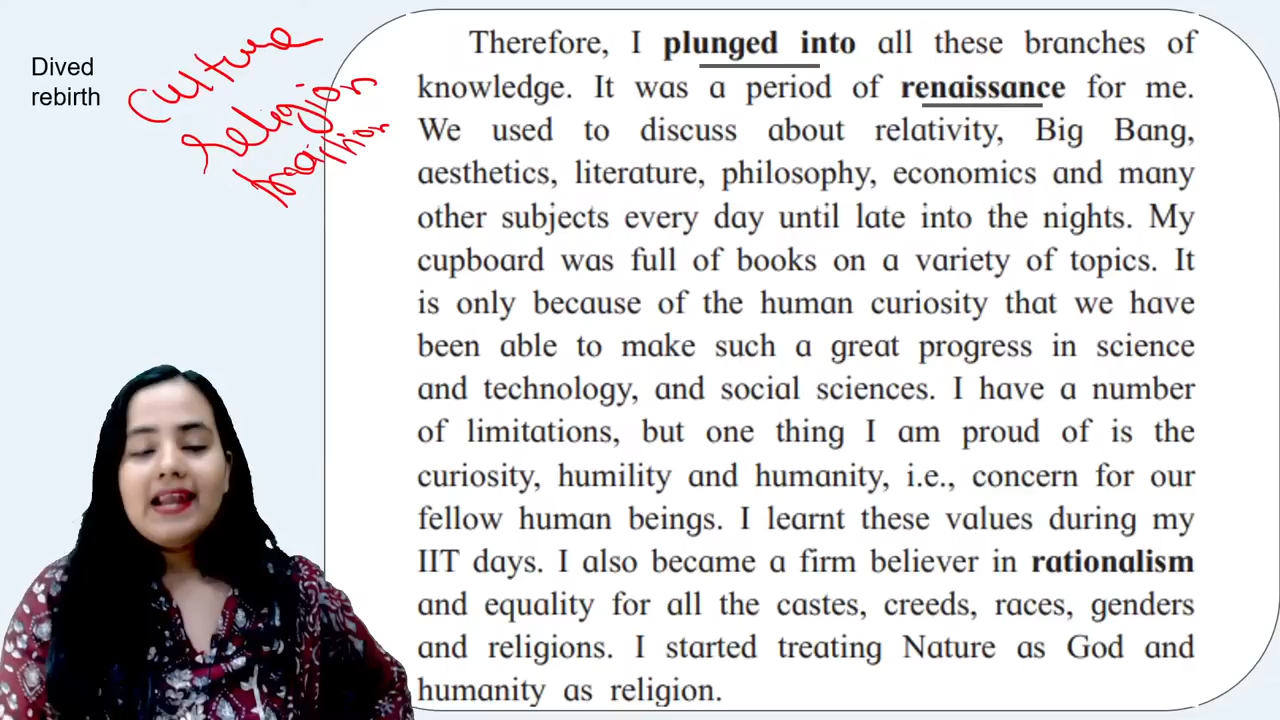 Dived
rebirth
Culture
religion
Therefore, I plunged into all these branches of
knowledge. It was a period of renaissance for me.
We used to discuss about relativity, Big Bang,
aesthetics, literature, philosophy, economics and many
other subjects every day until late into the nights. My
cupboard was full of books on a variety of topics. It
is only because of the human curiosity that we have
been able to make such a great progress in science
and technology, and social sciences. I have a number
of limitations, but one thing I am proud of is the
curiosity, humility and humanity, i.e., concern for our
fellow human beings. I learnt these values during my
IIT days. I also became a firm believer in rationalism
and equality for all the castes, creeds, races, genders
and religions. I started treating Nature as God and
humanity as religion.